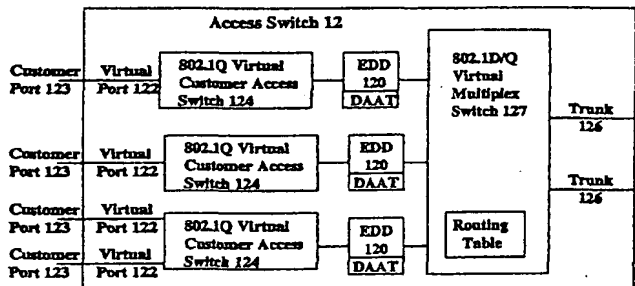 Access Switch 12
Customer Port 123
Virtual Port 122
802.1Q Virtual
Customer Access
Switch 124
EDD
120
DAAT
802.1D/Q
Virtual
Multiplex
Switch 127
Trunk
126
Customer
Port 123
Virtual
Port 122
802.1Q Virtual
Customer Access
Switch 124
EDD
120
DAAT
Trunk
126
Customer
Port 123
Virtual
Port 122
Customer
Port 123
Virtual
Port 122
802.1Q Virtual
Customer Access
Switch 124
EDD
120
DAAT
Routing
Table